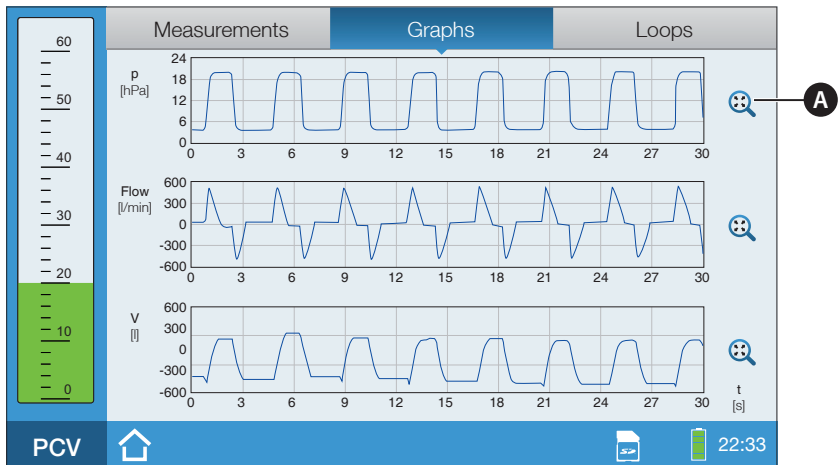 Measurements Graphs Loops
60
50
40
30
20
10
0
p
[hPa]
24
18
12
6
0
0 3 6 9 12 15 18 21 24 27 30
A
Flow
[l/min]
600
300
0
-300
-600
0 3 6 9 12 15 18 21 24 27 30
V
[l]
600
300
0
-300
-600
0 3 6 9 12 15 18 21 24 27 30
t
[s]
PCV SD 22:33